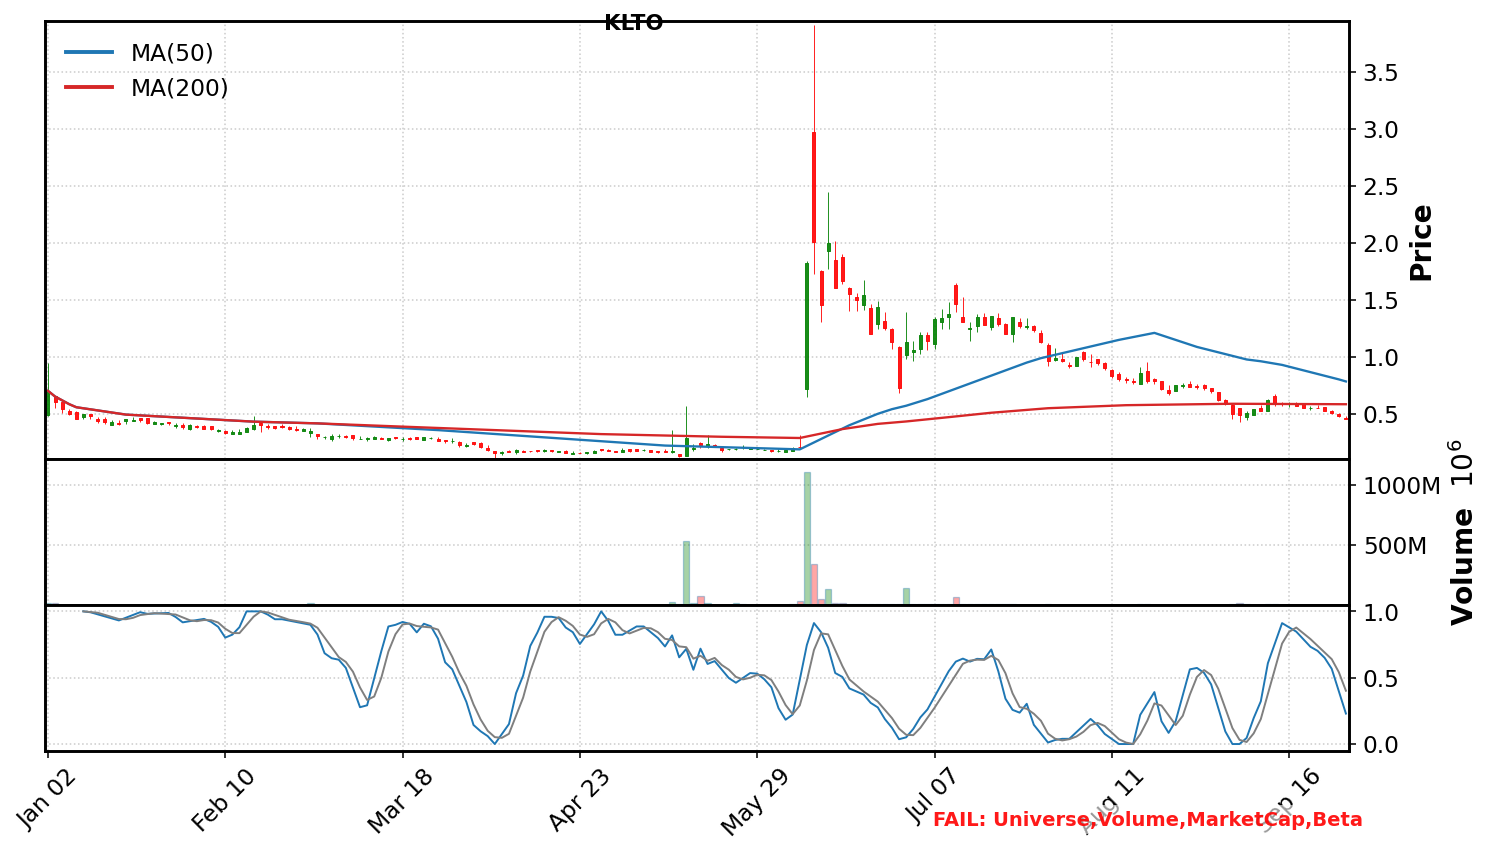 KLTO
MA(50)
MA(200)
3.5
3.0
2.5
2.0
1.5
1.0
0.5
Price
1000M
500M
Volume 10^6
1.0
0.5
0.0
Jan 02
Feb 10
Mar 18
Apr 23
May 29
Jul 07
Aug 11
Sep 16
FAIL: Universe,Volume,MarketCap,Beta